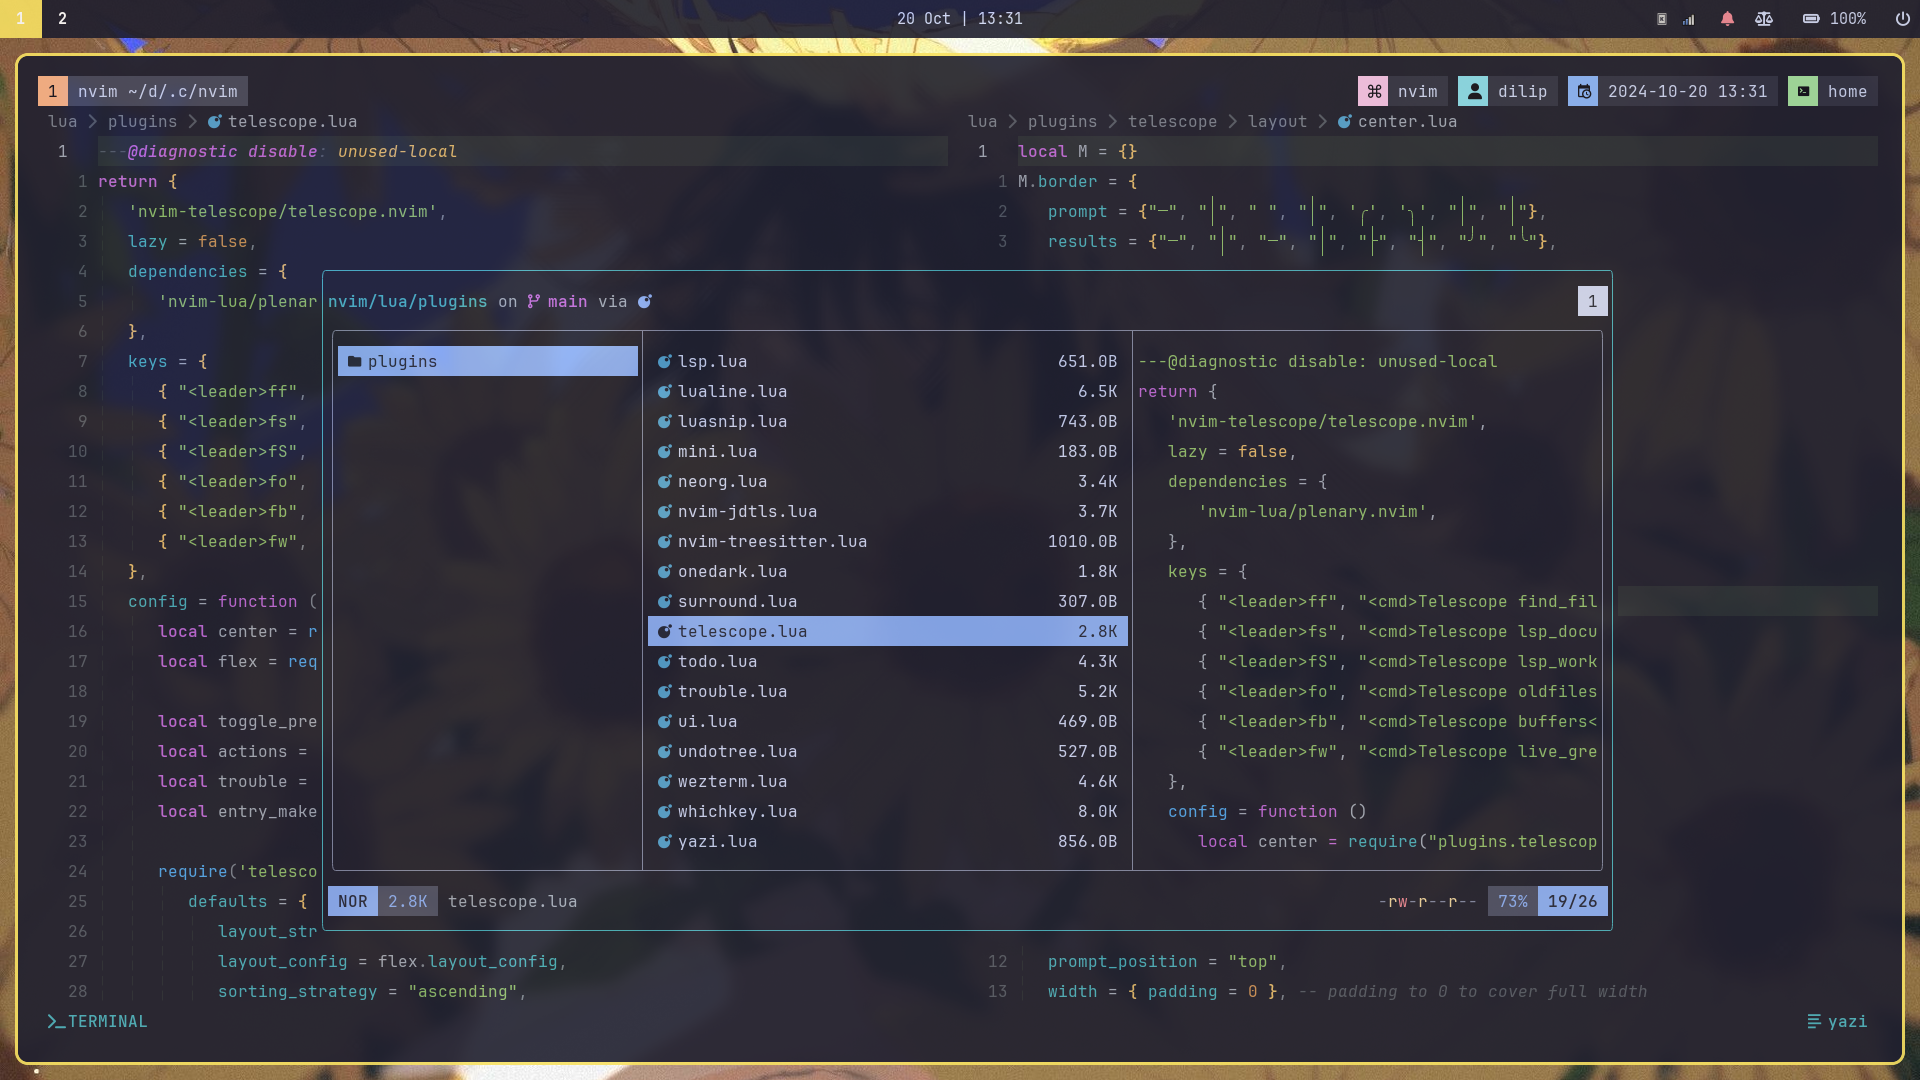 1 2 20 Oct | 13:31 100%
1 nvim ~/d/.c/nvim nvim dilip 2024-10-20 13:31 home
lua > plugins > telescope.lua
1 ---@diagnostic disable: unused-local
1 return {
2 'nvim-telescope/telescope.nvim',
3 lazy = false,
4 dependencies = {
5 'nvim-lua/plenar
6 },
7 keys = {
8 { "<leader>ff",
9 { "<leader>fs",
10 { "<leader>fS",
11 { "<leader>fo",
12 { "<leader>fb",
13 { "<leader>fw",
14 },
15 config = function (
16 local center = r
17 local flex = req
18
19 local toggle_pre
20 local actions =
21 local trouble =
22 local entry_make
23
24 require('telesco
25 defaults = {
26 layout_str
27 layout_config = flex.layout_config,
28 sorting_strategy = "ascending",
lua > plugins > telescope > layout > center.lua
1 local M = {}
1 M.border = {
2 prompt = {"─", "│", " ", "│", '╭', '╮', "│", "│"},
3 results = {"─", "│", "─", "│", "├", "┤", "╯", "╰"},
12 prompt_position = "top",
13 width = { padding = 0 }, -- padding to 0 to cover full width
nvim/lua/plugins on main via 1
plugins
lsp.lua 651.0B
lualine.lua 6.5K
luasnip.lua 743.0B
mini.lua 183.0B
neorg.lua 3.4K
nvim-jdtls.lua 3.7K
nvim-treesitter.lua 1010.0B
onedark.lua 1.8K
surround.lua 307.0B
telescope.lua 2.8K
todo.lua 4.3K
trouble.lua 5.2K
ui.lua 469.0B
undotree.lua 527.0B
wezterm.lua 4.6K
whichkey.lua 8.0K
yazi.lua 856.0B
---@diagnostic disable: unused-local
return {
'nvim-telescope/telescope.nvim',
lazy = false,
dependencies = {
'nvim-lua/plenary.nvim',
},
keys = {
{ "<leader>ff", "<cmd>Telescope find_fil
{ "<leader>fs", "<cmd>Telescope lsp_docu
{ "<leader>fS", "<cmd>Telescope lsp_work
{ "<leader>fo", "<cmd>Telescope oldfiles
{ "<leader>fb", "<cmd>Telescope buffers<
{ "<leader>fw", "<cmd>Telescope live_gre
},
config = function ()
local center = require("plugins.telescop
NOR 2.8K telescope.lua -rw-r--r-- 73% 19/26
TERMINAL yazi